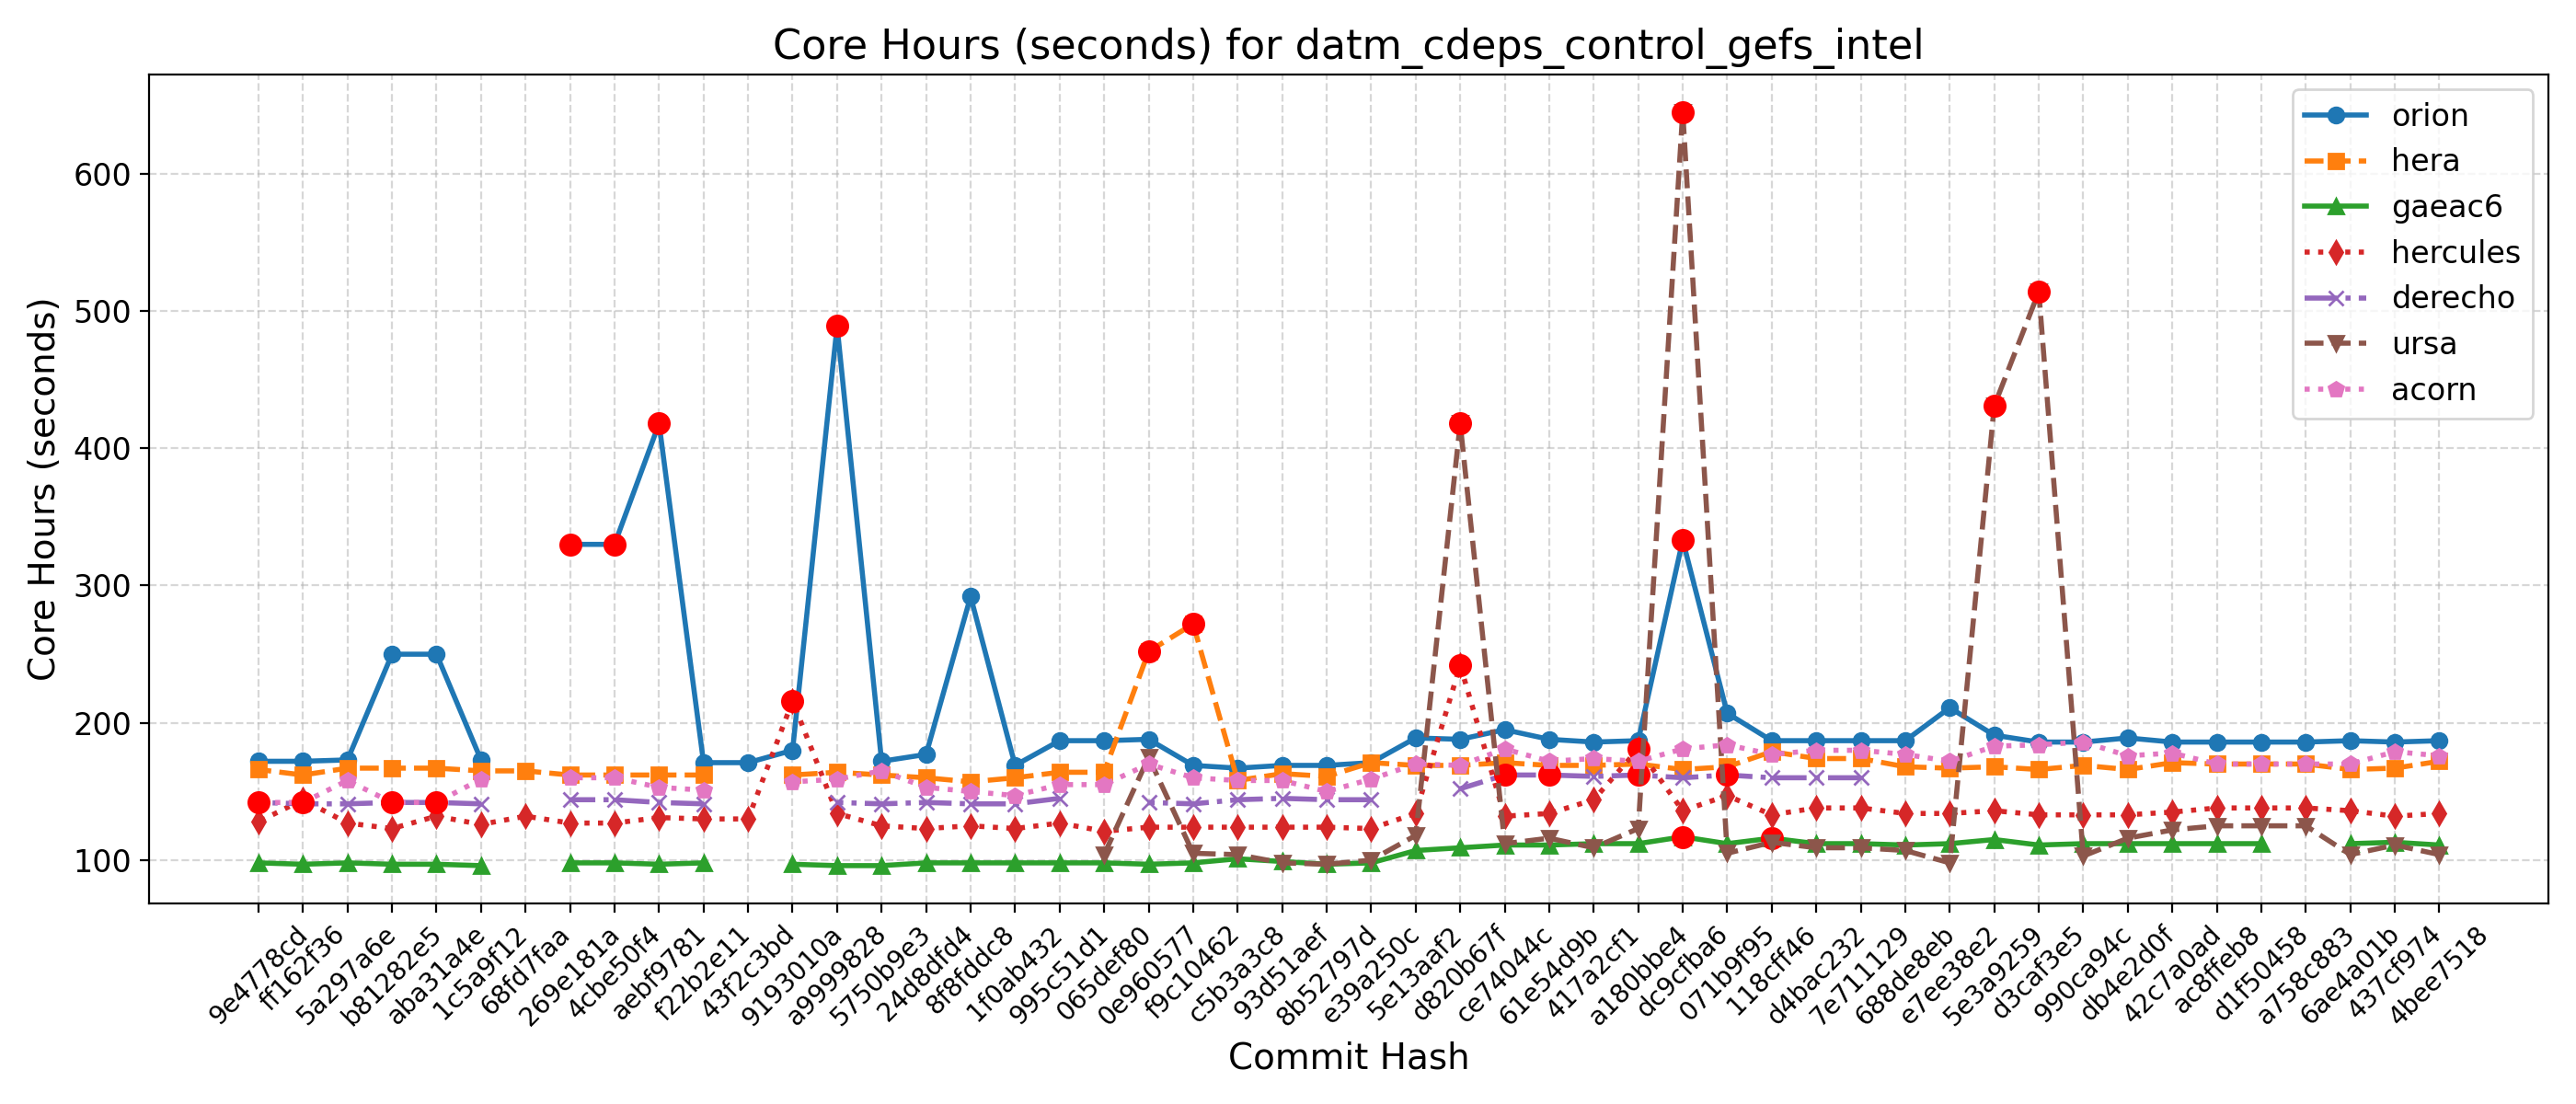 Core Hours (seconds) for datm_cdeps_control_gefs_intel
Core Hours (seconds)
600
500
400
300
200
100
orion
hera
gaeac6
hercules
derecho
ursa
acorn
9e4778cd
ff162f36
5a297a6e
b81282e5
aba31a4e
1c5a9f12
68fd7faa
269e181a
4cbe50f4
aebf9781
f22b2e11
43f2c3bd
9193010a
a9999828
5750b9e3
24d8dfd4
8f8fddc8
1f0ab432
995c51d1
065def80
0e960577
f9c10462
c5b3a3c8
93d51aef
8b52797d
e39a250c
5e13aaf2
d820b67f
ce74044c
61e54d9b
417a2cf1
a180bbe4
dc9cfba6
071b9f95
118cff46
d4bac232
7e711129
688de8eb
e7ee38e2
5e3a9259
d3caf3e5
990ca94c
db4e2d0f
42c7a0ad
ac8ffeb8
d1f50458
a758c883
6ae4a01b
437cf974
4bee7518
Commit Hash